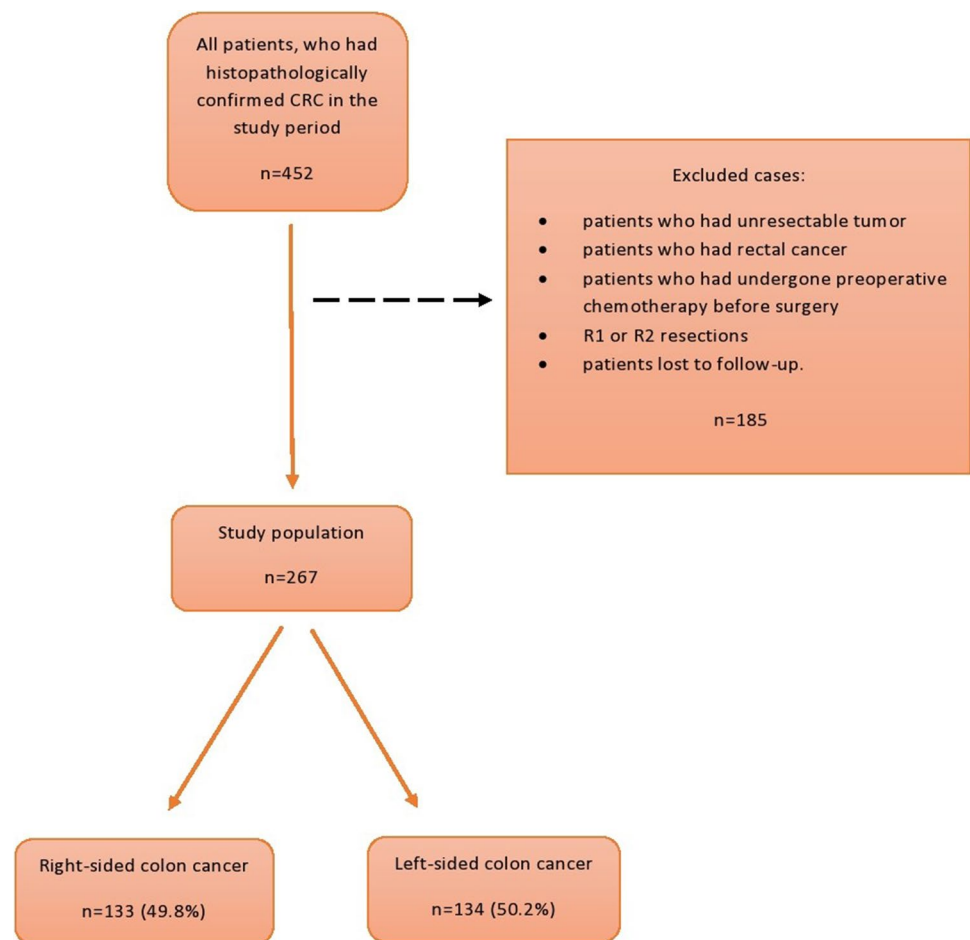 All patients, who had
histopathologically
confirmed CRC in the
study period
n=452
Excluded cases:
• patients who had unresectable tumor
• patients who had rectal cancer
• patients who had undergone preoperative
chemotherapy before surgery
• R1 or R2 resections
• patients lost to follow-up.
n=185
Study population
n=267
Right-sided colon cancer
n=133 (49.8%)
Left-sided colon cancer
n=134 (50.2%)